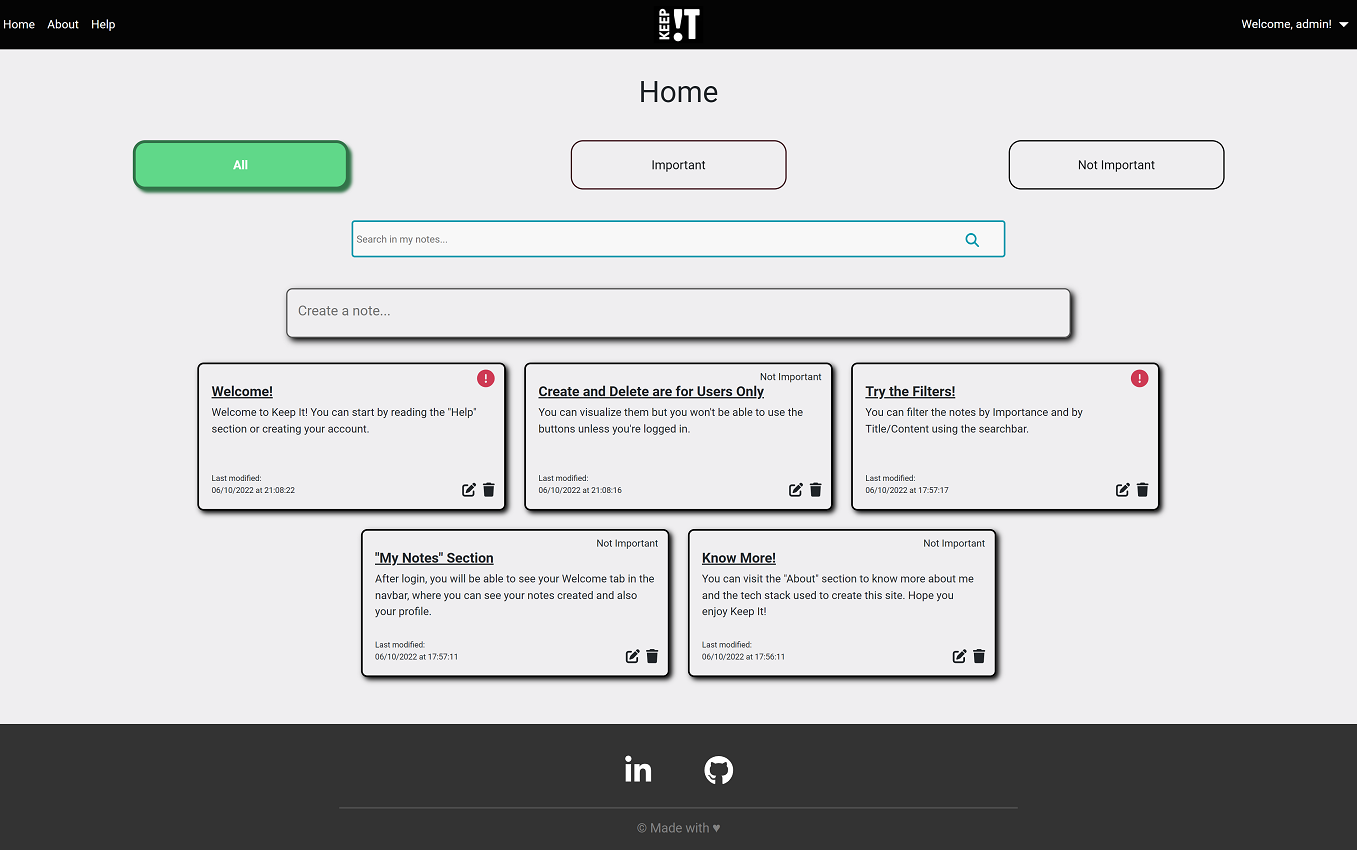 Home About Help
KEEP !T
Welcome, admin!
Home
All
Important
Not Important
Search in my notes...
Create a note...
Welcome!
Welcome to Keep It! You can start by reading the "Help"
section or creating your account.
Last modified:
06/10/2022 at 21:08:22
Not Important
Create and Delete are for Users Only
You can visualize them but you won't be able to use the
buttons unless you're logged in.
Last modified:
06/10/2022 at 21:08:16
Try the Filters!
You can filter the notes by Importance and by
Title/Content using the searchbar.
Last modified:
06/10/2022 at 17:57:17
Not Important
"My Notes" Section
After login, you will be able to see your Welcome tab in the
navbar, where you can see your notes created and also
your profile.
Last modified:
06/10/2022 at 17:57:11
Not Important
Know More!
You can visit the "About" section to know more about me
and the tech stack used to create this site. Hope you
enjoy Keep It!
Last modified:
06/10/2022 at 17:56:11
in
© Made with ♥